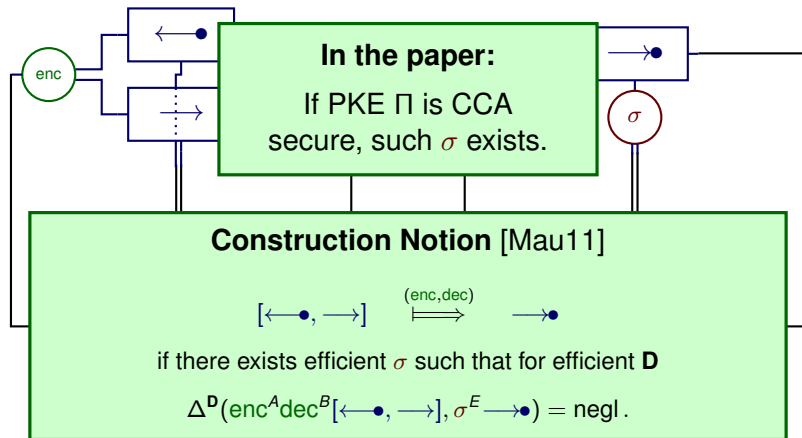 ←—•
—→•
enc
In the paper:
If PKE Π is CCA
secure, such σ exists.
—→
σ
Construction Notion [Mau11]
(enc,dec)
[←—•, —→] ⊨⇒ —→•
if there exists efficient σ such that for efficient D
Δ^D(enc^A dec^B[←—•, —→], σ^E —→•) = negl .